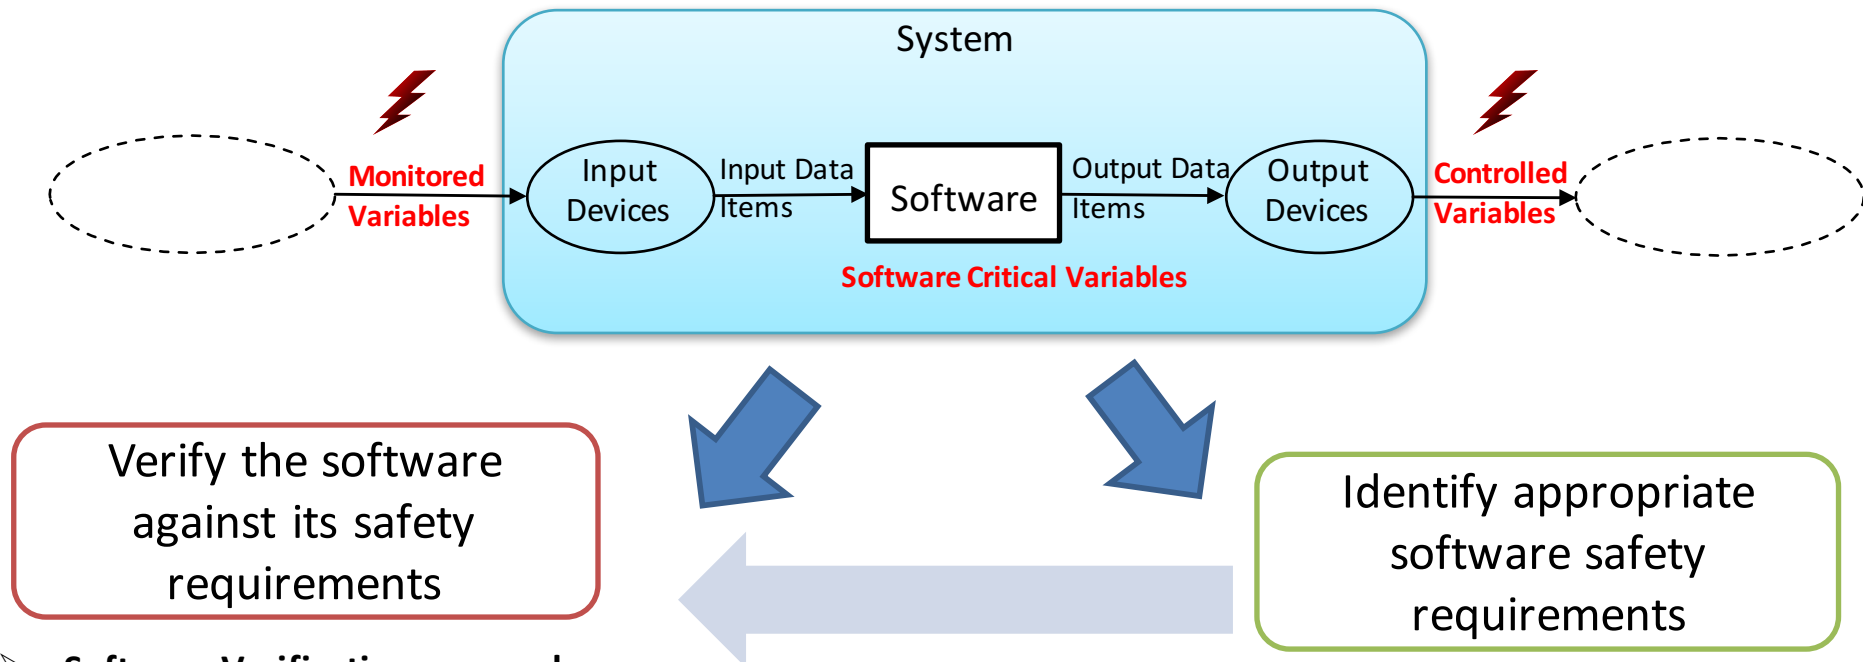 System
Monitored
Variables
Input
Devices
Input Data
Items
Software
Output Data
Items
Output
Devices
Controlled
Variables
Software Critical Variables
Verify the software
against its safety
requirements
Identify appropriate
software safety
requirements